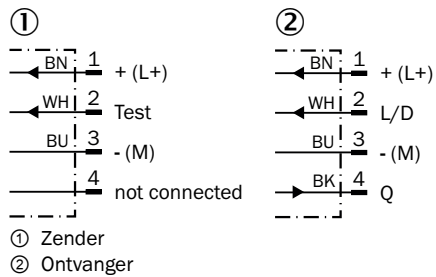 ① ②
BN 1 + (L+)
WH 2 Test
BU 3 - (M)
4 not connected
BN 1 + (L+)
WH 2 L/D
BU 3 - (M)
BK 4 Q
① Zender
② Ontvanger